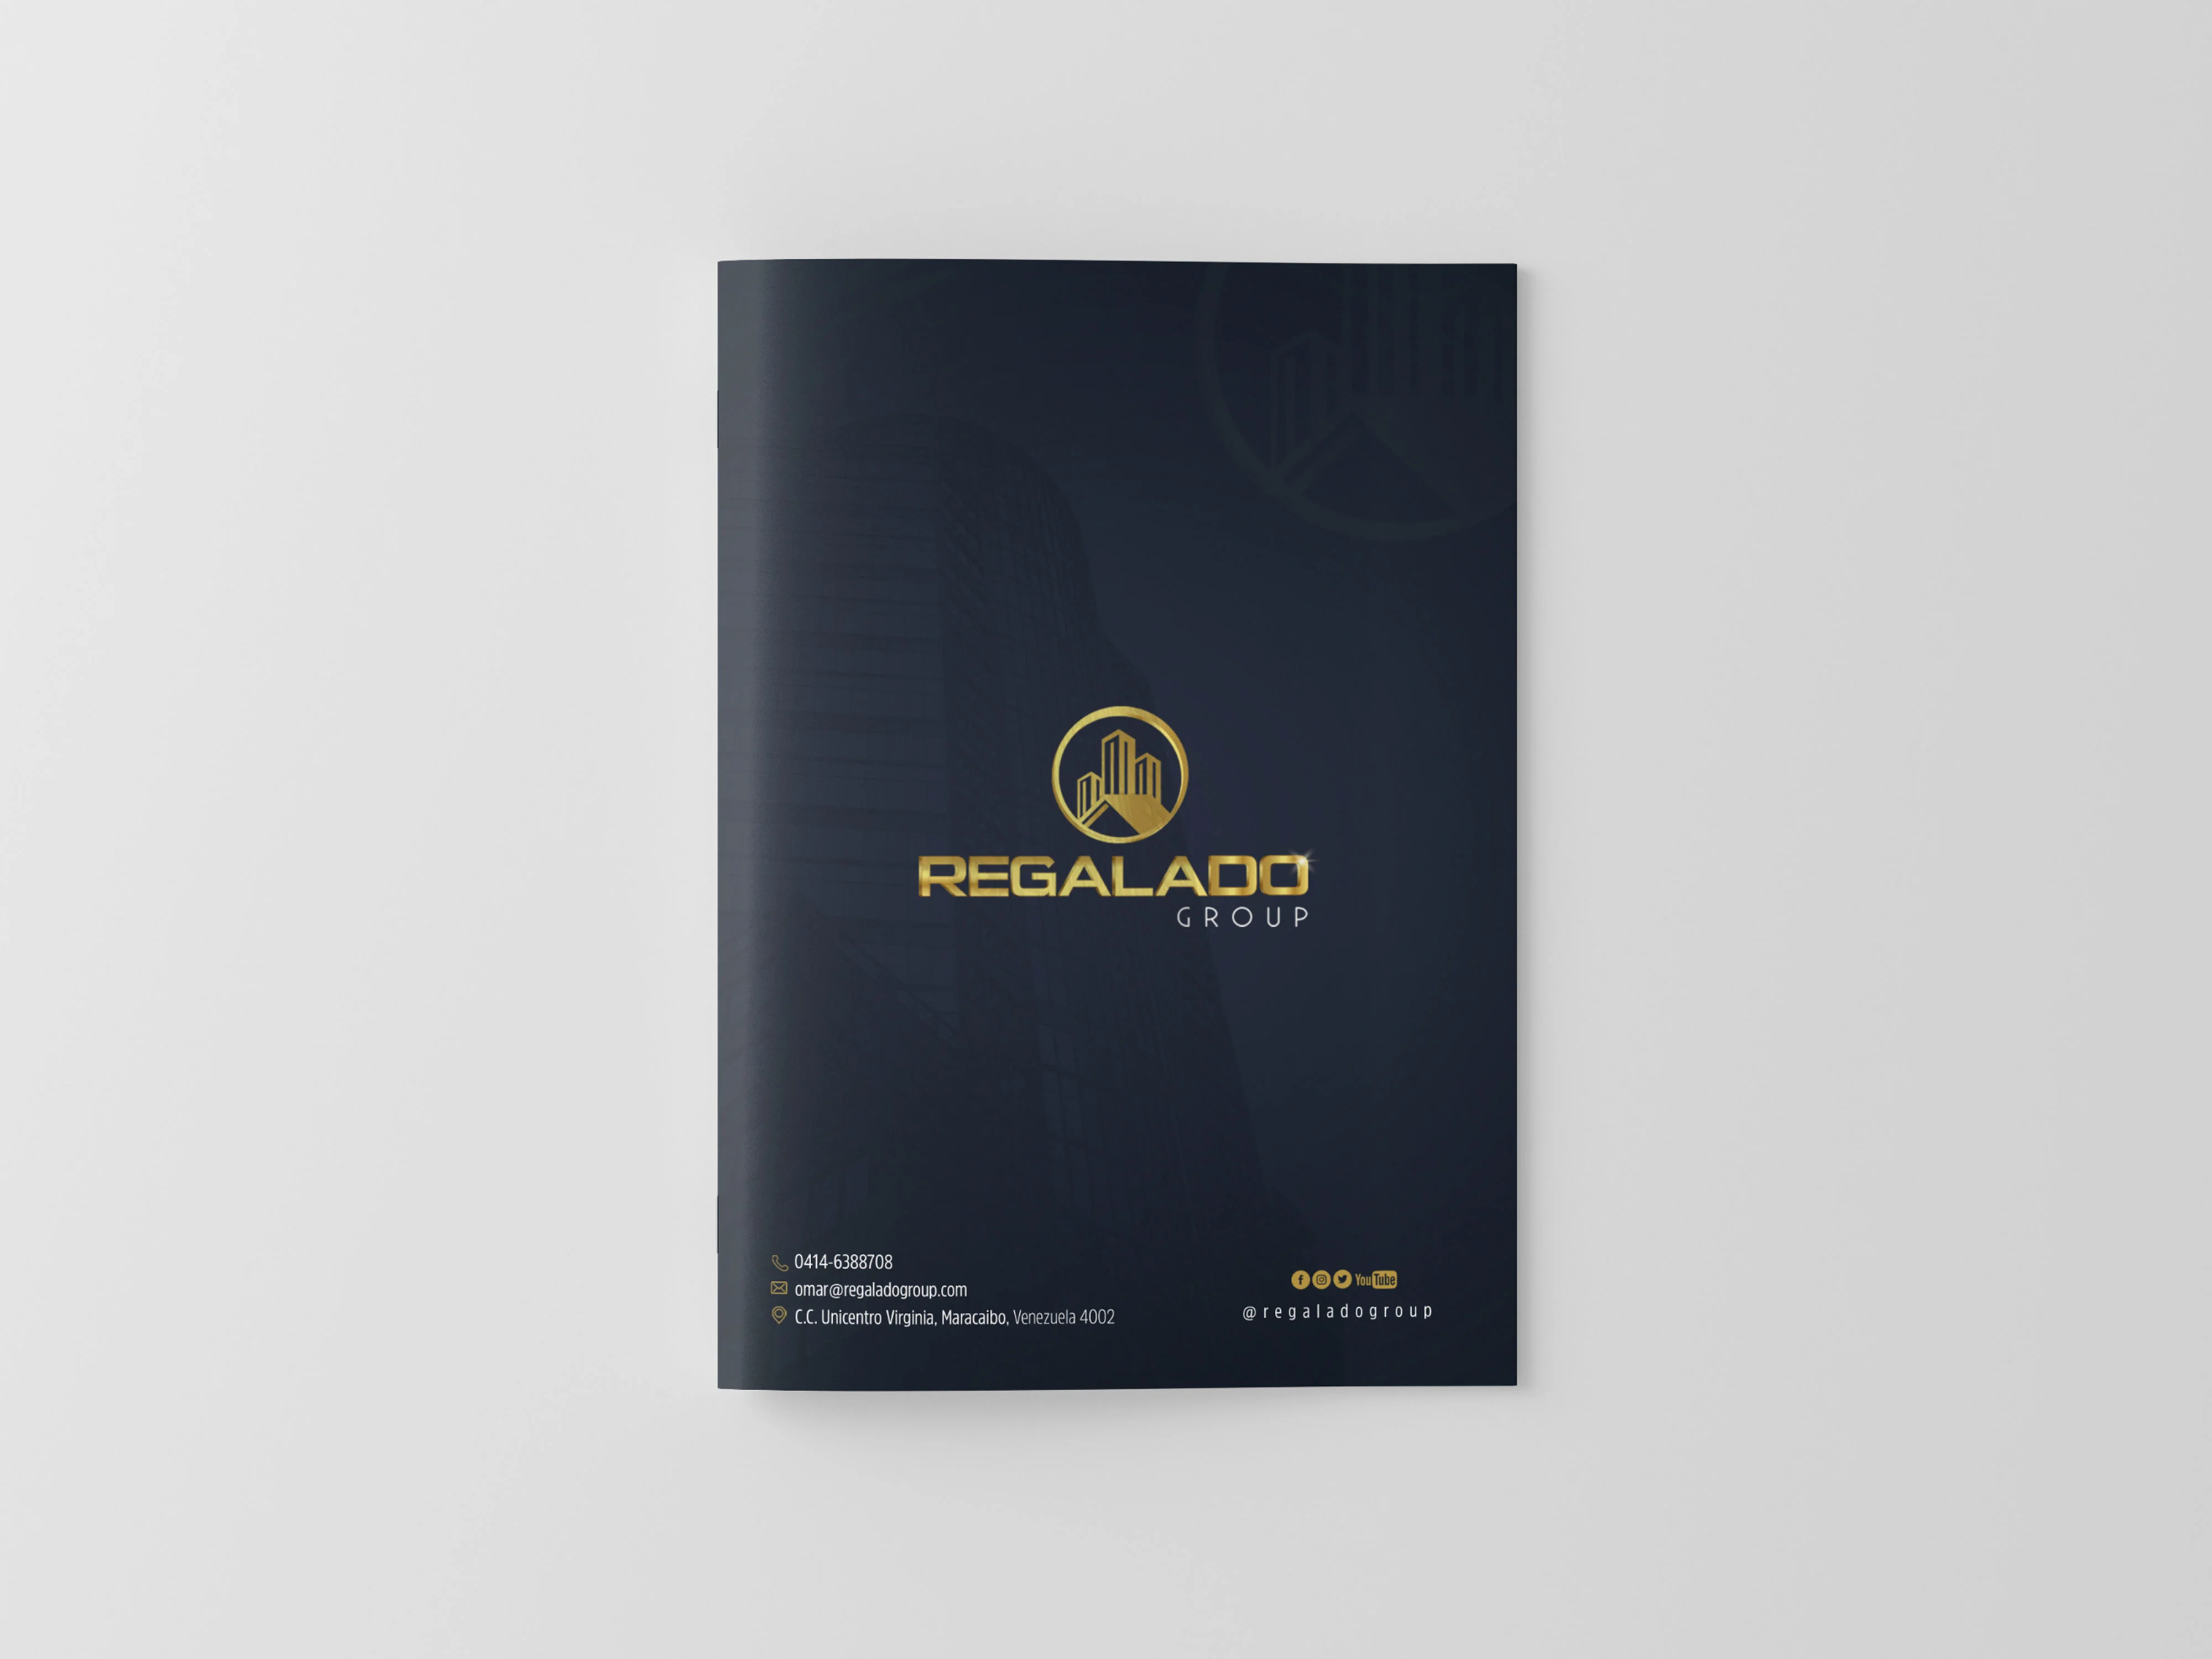 REGALADO
GROUP
0414-6388708
omar@regaladogroup.com
C.C. Unicentro Virginia, Maracaibo, Venezuela 4002
YouTube
@regaladogroup